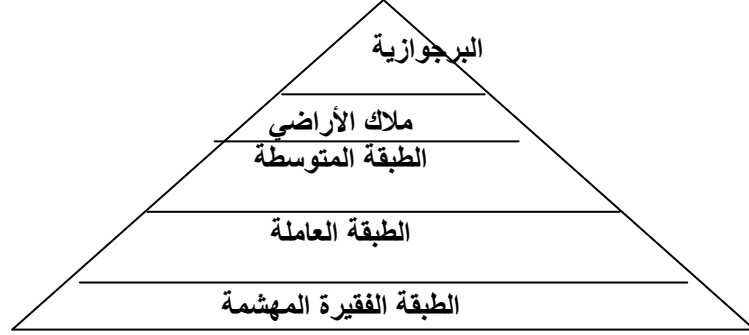 البرجوازية
ملاك الأراضي
الطبقة المتوسطة
الطبقة العاملة
الطبقة الفقيرة المهشمة